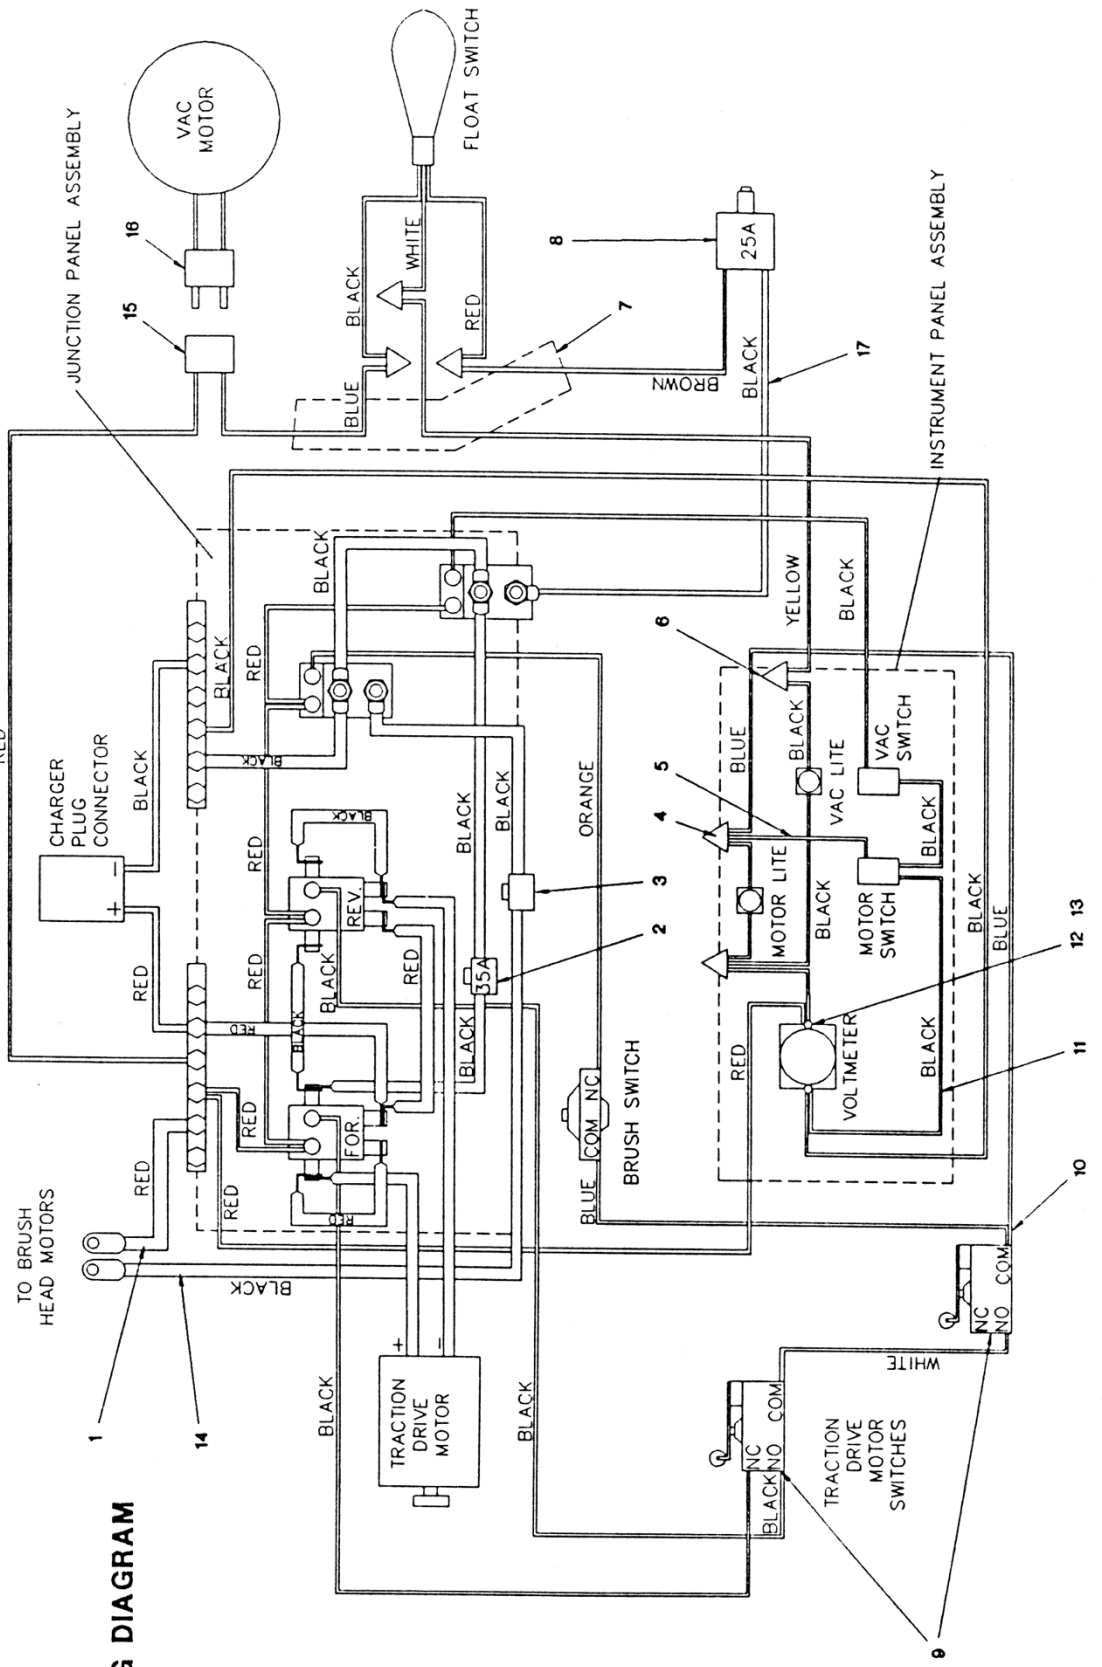 G DIAGRAM
TO BRUSH
HEAD MOTORS
1
14
RED
BLACK
RED
CHARGER
PLUG
CONNECTOR
+
−
RED
BLACK
RED
JUNCTION PANEL ASSEMBLY
VAC
MOTOR
16
15
FLOAT SWITCH
BLACK
WHITE
RED
BLUE
7
8
25A
BROWN
BLACK
17
BLACK
RED
BLACK
BLACK
BLACK
RED
RED
RED
RED
BLACK
BLACK
REV.
BLACK
RED
FOR.
RED
35A
BLACK
BLACK
BLACK
ORANGE
2
3
TRACTION
DRIVE
MOTOR
+
−
BLACK
BLACK
BRUSH SWITCH
COM
NC
BLUE
INSTRUMENT PANEL ASSEMBLY
YELLOW
BLACK
6
5
4
BLUE
BLACK
VAC LITE
VAC
SWITCH
MOTOR LITE
BLACK
MOTOR
SWITCH
BLACK
BLACK
BLUE
RED
VOLTMETER
BLACK
12
13
11
10
NC
NO
COM
WHITE
NC
NO
COM
BLACK
TRACTION
DRIVE
MOTOR
SWITCHES
9